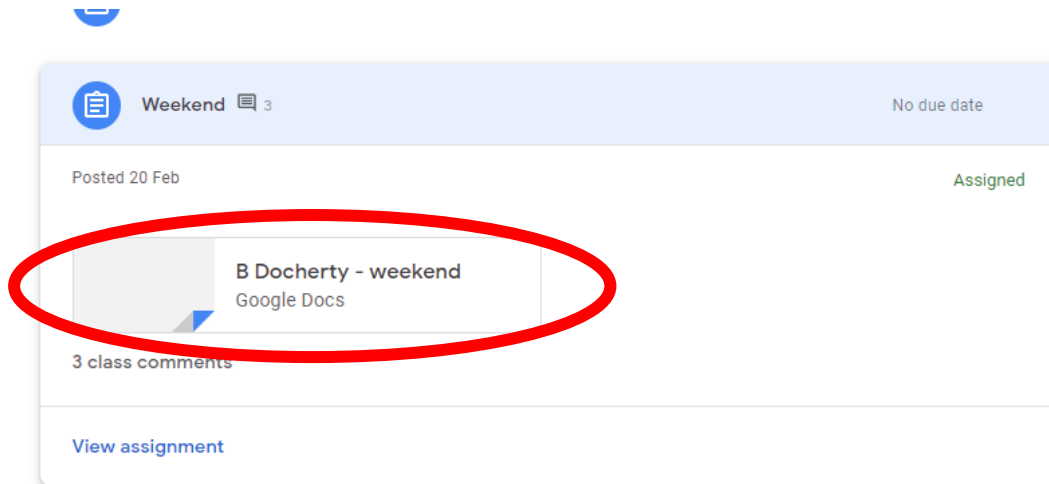 Weekend 3 No due date
Posted 20 Feb Assigned
B Docherty - weekend
Google Docs
3 class comments
View assignment